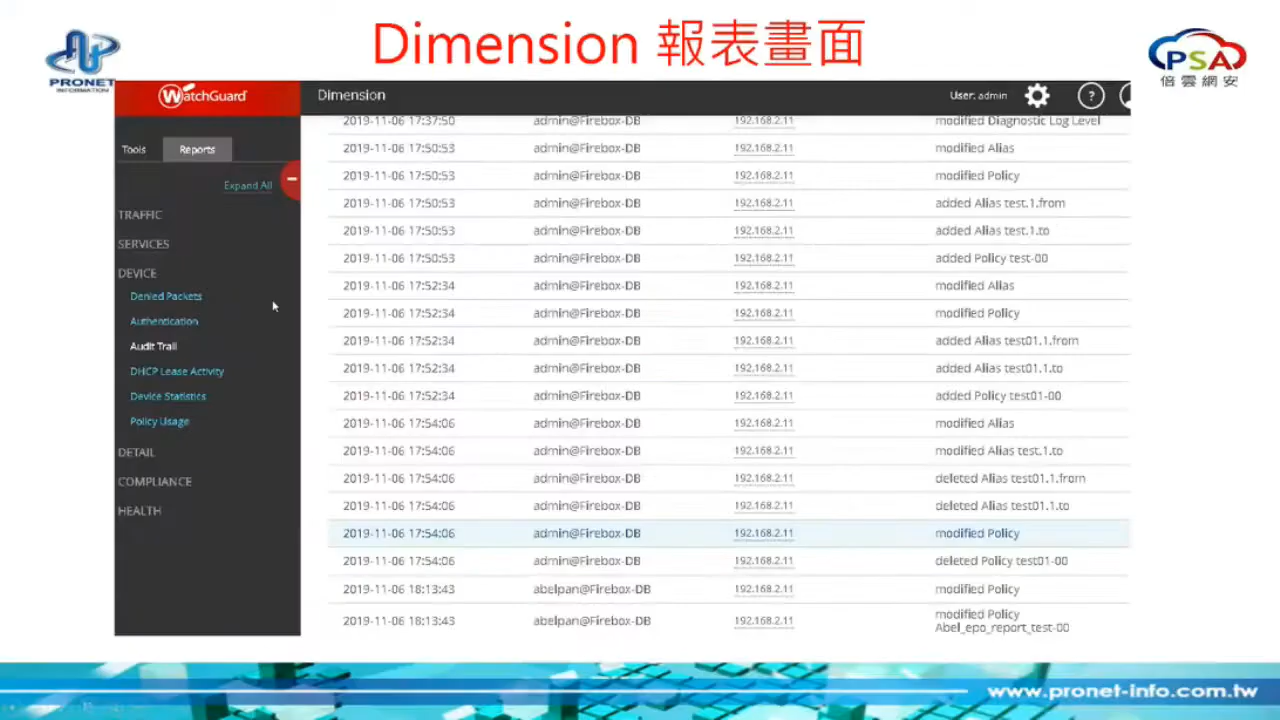 Dimension 報表畫面
PRONET
INFORMATION
PSA
倍雲網安
WatchGuard
Dimension
User: admin
?
Tools
Reports
Expand All
TRAFFIC
SERVICES
DEVICE
Denied Packets
Authentication
Audit Trail
DHCP Lease Activity
Device Statistics
Policy Usage
DETAIL
COMPLIANCE
HEALTH
2019-11-06 17:37:50 admin@Firebox-DB 192.168.2.11 modified Diagnostic Log Level
2019-11-06 17:50:53 admin@Firebox-DB 192.168.2.11 modified Alias
2019-11-06 17:50:53 admin@Firebox-DB 192.168.2.11 modified Policy
2019-11-06 17:50:53 admin@Firebox-DB 192.168.2.11 added Alias test.1.from
2019-11-06 17:50:53 admin@Firebox-DB 192.168.2.11 added Alias test.1.to
2019-11-06 17:50:53 admin@Firebox-DB 192.168.2.11 added Policy test-00
2019-11-06 17:52:34 admin@Firebox-DB 192.168.2.11 modified Alias
2019-11-06 17:52:34 admin@Firebox-DB 192.168.2.11 modified Policy
2019-11-06 17:52:34 admin@Firebox-DB 192.168.2.11 added Alias test01.1.from
2019-11-06 17:52:34 admin@Firebox-DB 192.168.2.11 added Alias test01.1.to
2019-11-06 17:52:34 admin@Firebox-DB 192.168.2.11 added Policy test01-00
2019-11-06 17:54:06 admin@Firebox-DB 192.168.2.11 modified Alias
2019-11-06 17:54:06 admin@Firebox-DB 192.168.2.11 modified Alias test.1.to
2019-11-06 17:54:06 admin@Firebox-DB 192.168.2.11 deleted Alias test01.1.from
2019-11-06 17:54:06 admin@Firebox-DB 192.168.2.11 deleted Alias test01.1.to
2019-11-06 17:54:06 admin@Firebox-DB 192.168.2.11 modified Policy
2019-11-06 17:54:06 admin@Firebox-DB 192.168.2.11 deleted Policy test01-00
2019-11-06 18:13:43 abelpan@Firebox-DB 192.168.2.11 modified Policy
2019-11-06 18:13:43 abelpan@Firebox-DB 192.168.2.11 modified Policy
Abel_epo_report_test-00
www.pronet-info.com.tw